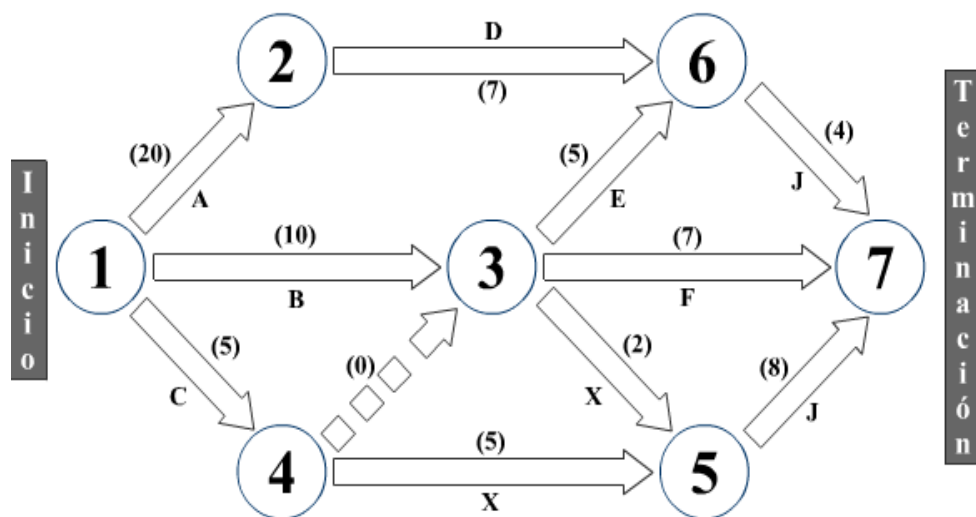 Inicio
1
2
3
4
5
6
7
(20)
A
D
(7)
(10)
B
(5)
C
(0)
(5)
X
(5)
E
(7)
F
(2)
X
(4)
J
(8)
J
Terminación